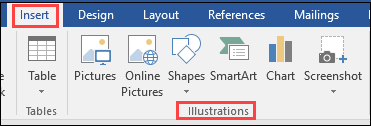 Insert Design Layout References Mailings
Table Pictures Online Pictures Shapes SmartArt Chart Screenshot
Tables Illustrations